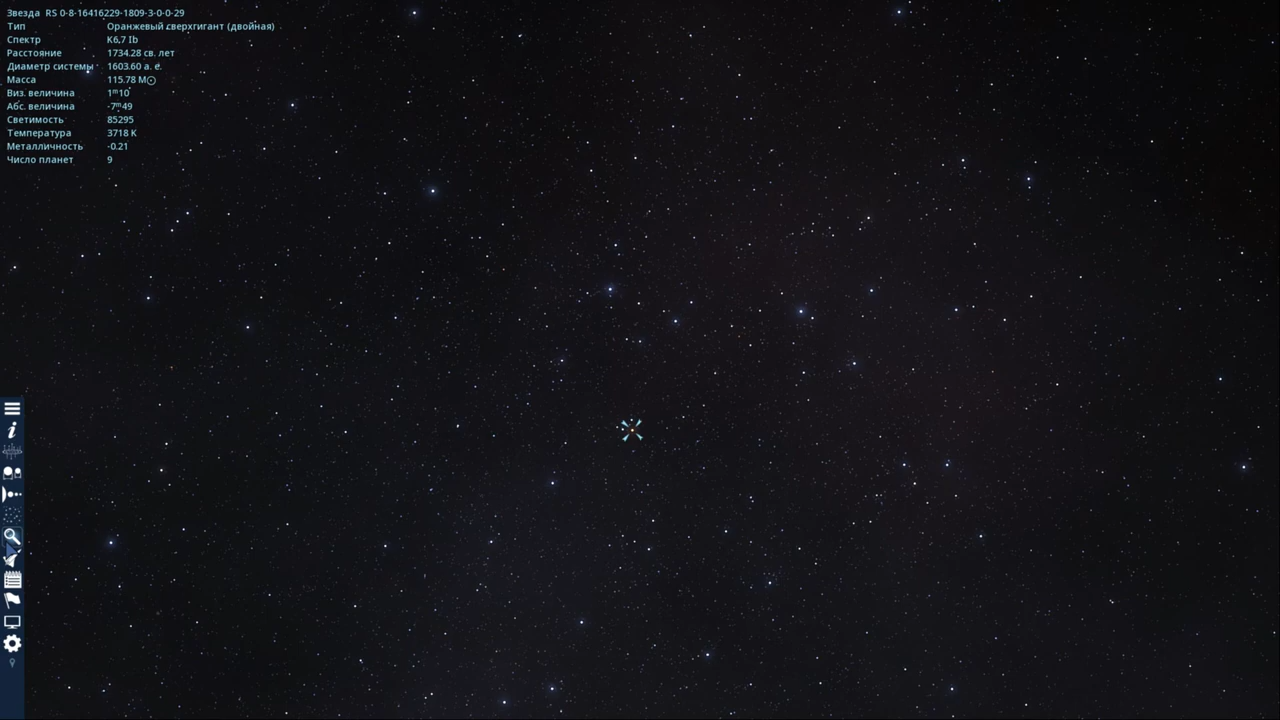 Звезда RS 0-8-16416229-1809-3-0-0-29
Тип Оранжевый сверхгигант (двойная)
Спектр K6,7 Ib
Расстояние 1734.28 св. лет
Диаметр системы 1603.60 а. е.
Масса 115.78 M☉
Виз. величина 1ᵐ10
Абс. величина -7ᵐ49
Светимость 85295
Температура 3718 K
Металличность -0.21
Число планет 9